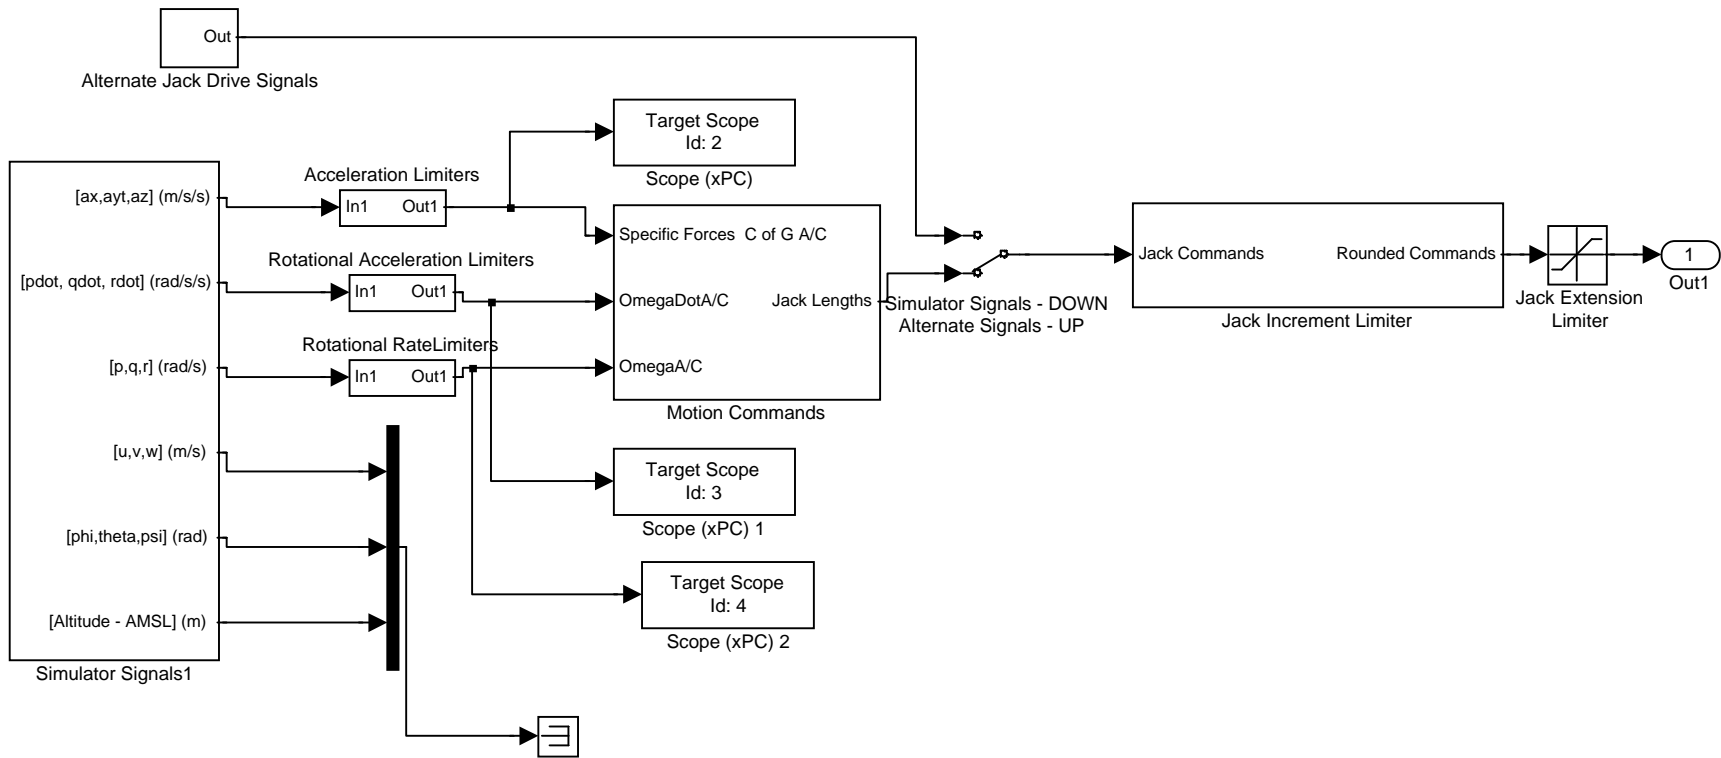 Out
Alternate Jack Drive Signals
Target Scope
Id: 2
Scope (xPC)
[ax,ayt,az] (m/s/s)
[pdot, qdot, rdot] (rad/s/s)
[p,q,r] (rad/s)
[u,v,w] (m/s)
[phi,theta,psi] (rad)
[Altitude - AMSL] (m)
Simulator Signals1
Acceleration Limiters
In1 Out1
Rotational Acceleration Limiters
In1 Out1
Rotational RateLimiters
In1 Out1
Specific Forces  C of G A/C
OmegaDotA/C
OmegaA/C
Jack Lengths
Motion Commands
Target Scope
Id: 3
Scope (xPC) 1
Target Scope
Id: 4
Scope (xPC) 2
Simulator Signals - DOWN
Alternate Signals - UP
Jack Commands Rounded Commands
Jack Increment Limiter
Jack Extension
Limiter
1
Out1